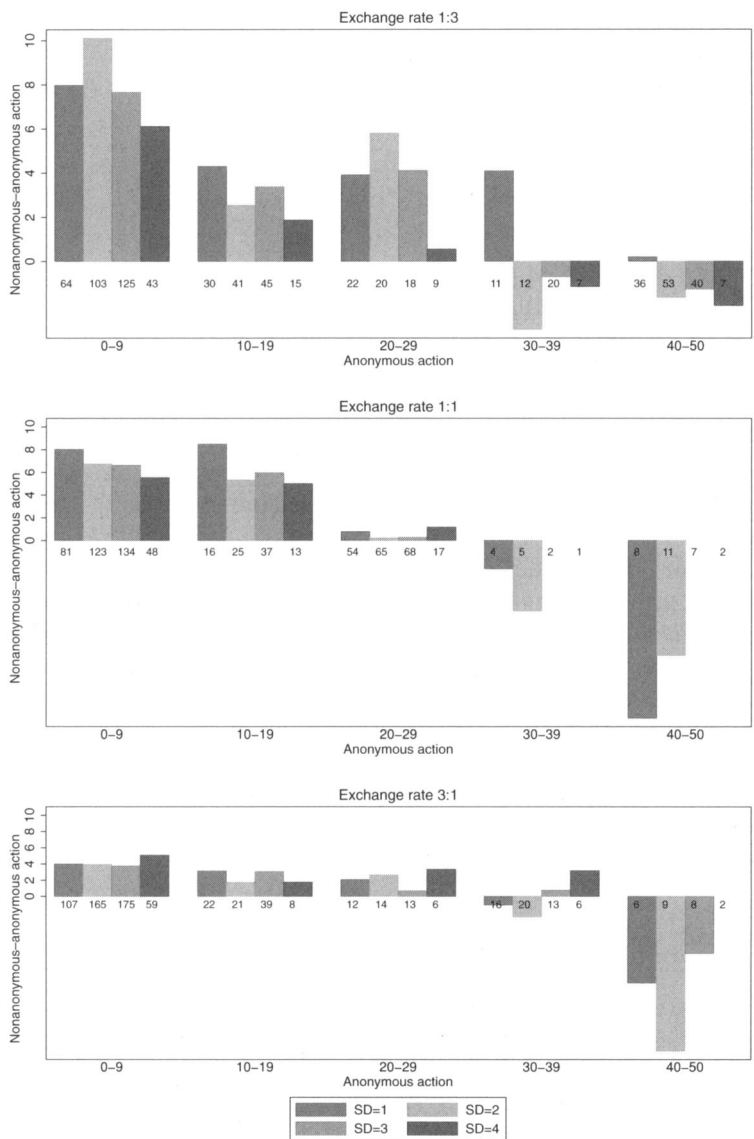 Exchange rate 1:3
Nonanonymous–anonymous action
10
8
6
4
2
0
64 103 125 43 30 41 45 15 22 20 18 9 11 12 20 7 36 53 40 7
0–9 10–19 20–29 30–39 40–50
Anonymous action
Exchange rate 1:1
Nonanonymous–anonymous action
10
8
6
4
2
0
81 123 134 48 16 25 37 13 54 65 68 17 4 5 2 1 8 11 7 2
0–9 10–19 20–29 30–39 40–50
Anonymous action
Exchange rate 3:1
Nonanonymous–anonymous action
10
8
6
4
2
0
107 165 175 59 22 21 39 8 12 14 13 6 16 20 13 6 6 9 8 2
0–9 10–19 20–29 30–39 40–50
Anonymous action
SD=1 SD=2
SD=3 SD=4